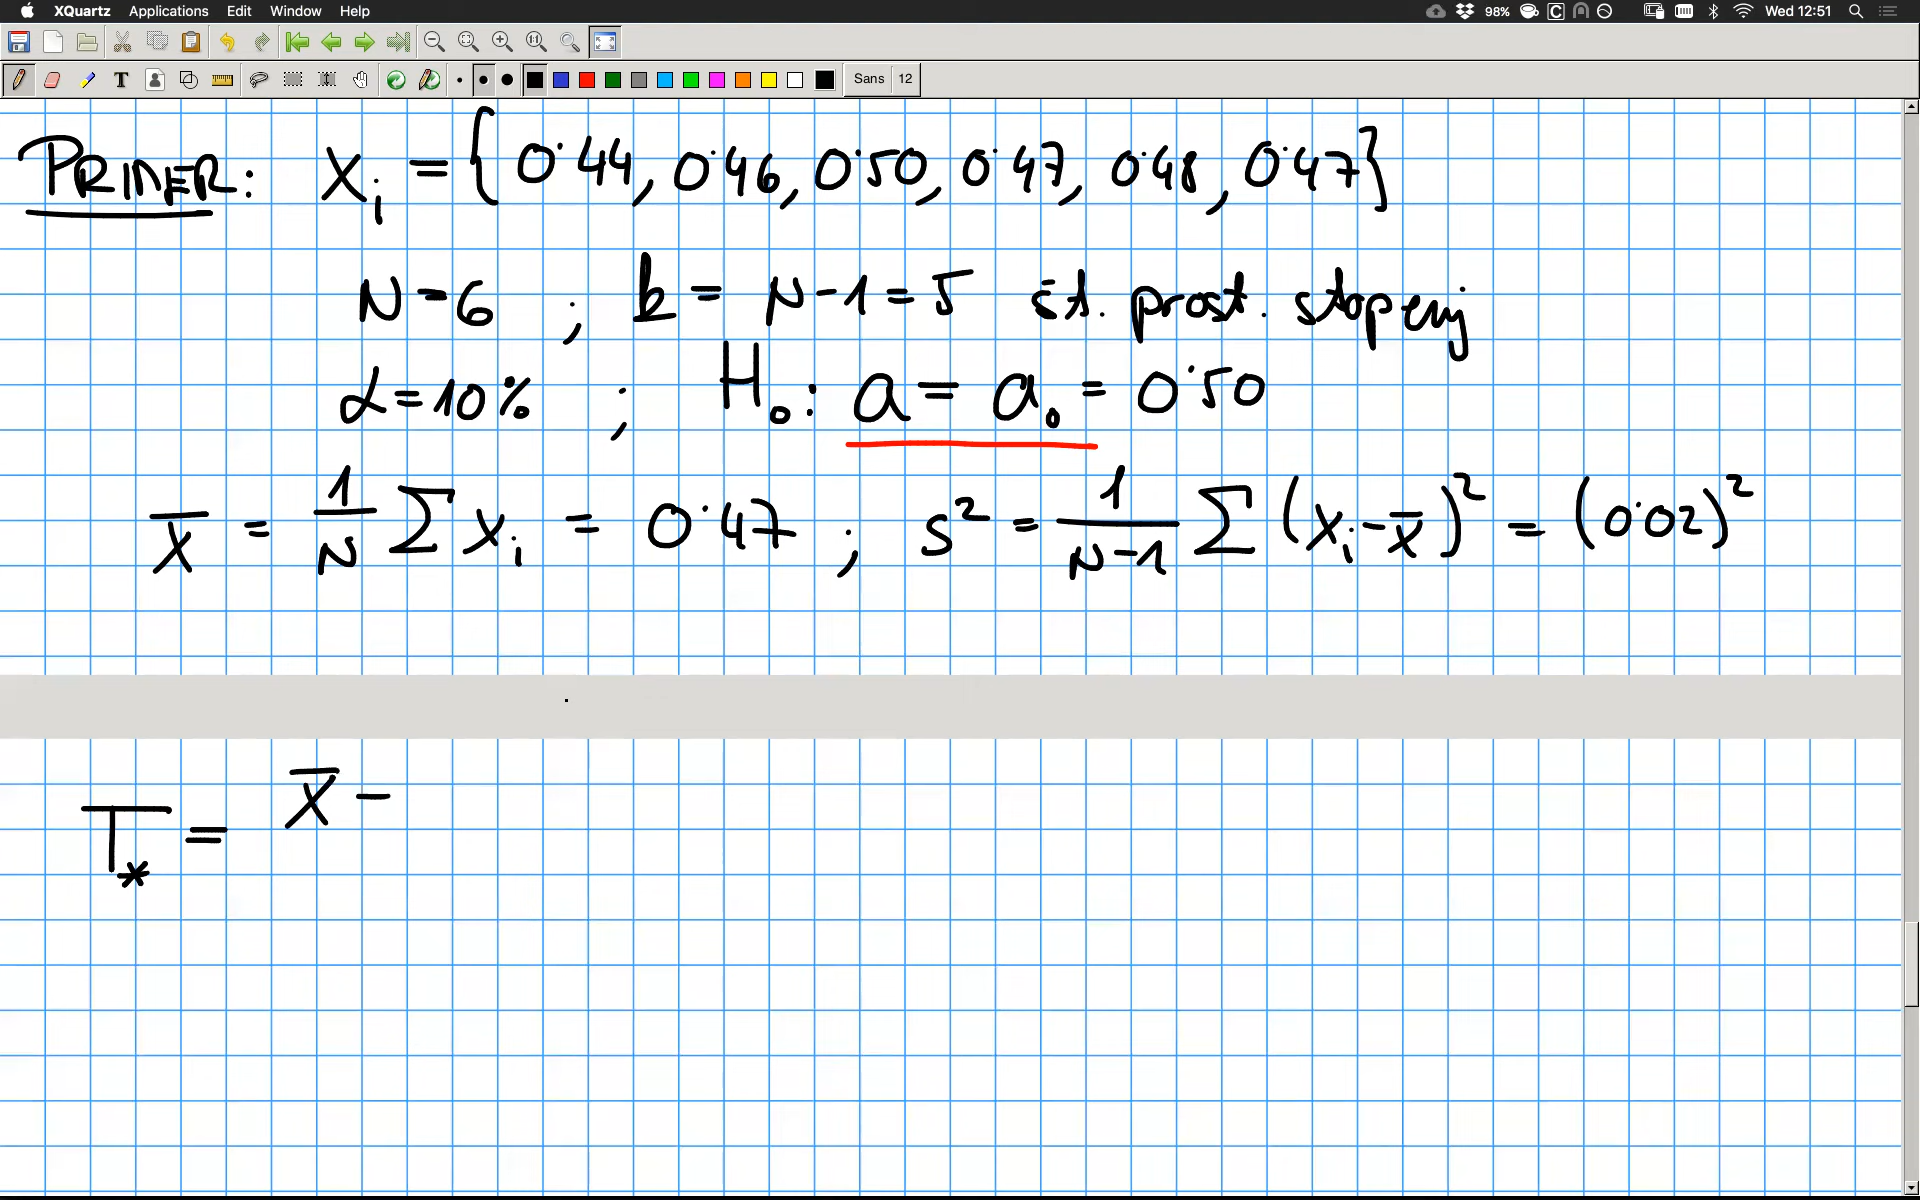 XQuartz Applications Edit Window Help 98% Wed 12:51
Sans 12
PRIMER: x_i = {0.44, 0.46, 0.50, 0.47, 0.48, 0.47}
N=6 ; k = N-1 = 5 št. prost. stopenj
α=10% ; H_0: a = a_0 = 0.50
x̄ = 1/N ∑ x_i = 0.47 ; s² = 1/(N-1) ∑ (x_i - x̄)² = (0.02)²
T_* = x̄ -